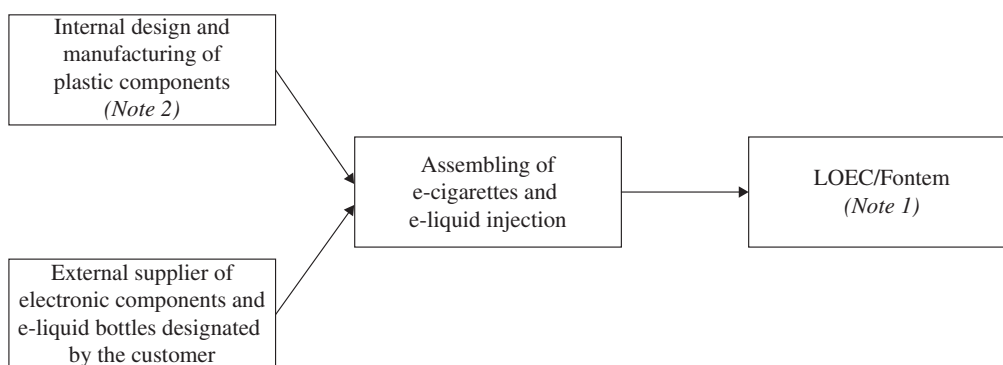 Internal design and
manufacturing of
plastic components
(Note 2)
External supplier of
electronic components and
e-liquid bottles designated
by the customer
Assembling of
e-cigarettes and
e-liquid injection
LOEC/Fontem
(Note 1)